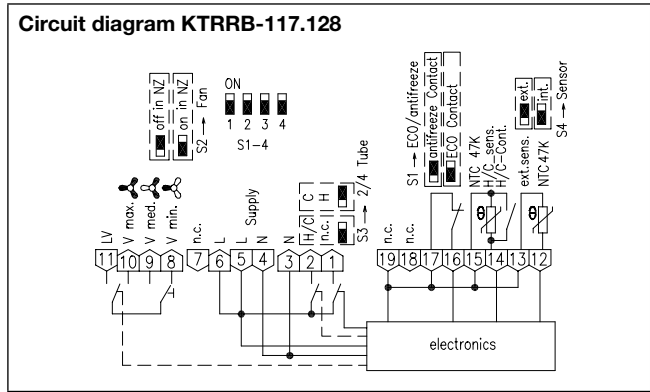 Circuit diagram KTRRB-117.128
off in NZ
on in NZ
S2 → Fan
ON
1 2 3 4
S1-4
S1 → ECO/antifreeze
antifreeze Contact
ECO Contact
NTC 47K
H/C-sens.
H/C-Cont.
ext.sens.
NTC 47K
ext.
int.
S4 → Sensor
LV
V max.
V med.
V min.
n.c.
L
L
Supply
N
N
H/C
C
n.c.
H
S3 → 2/4 Tube
n.c.
n.c.
θ
θ
11 10 9 8 7 6 5 4 3 2 1
19 18 17 16 15 14 13 12
electronics